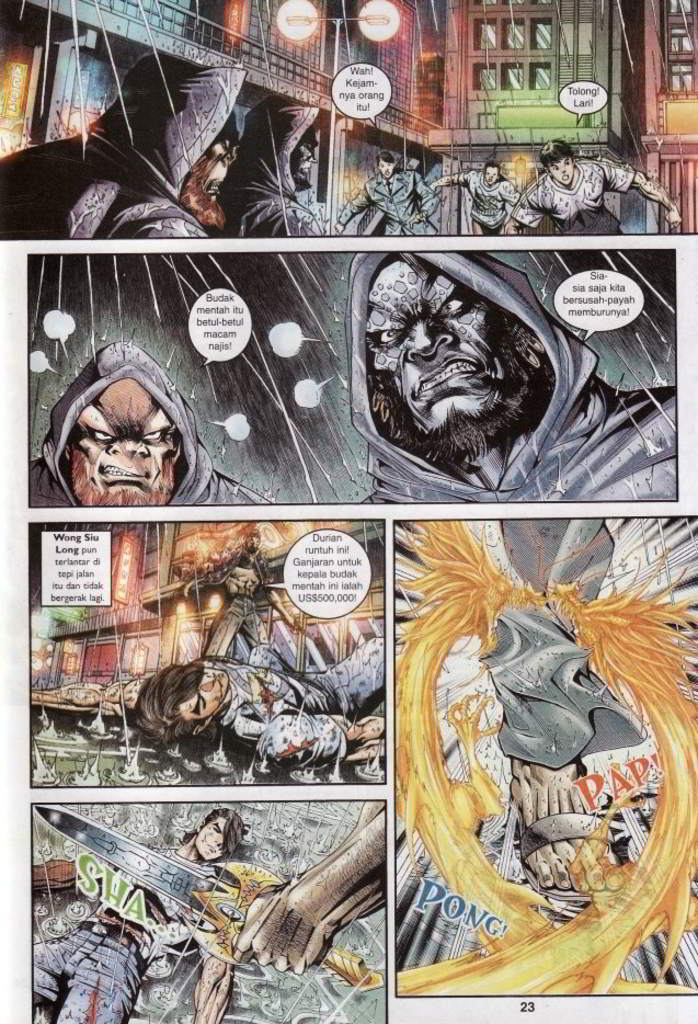 Wah!
Kejam-
nya orang
itu!
Tolong!
Lari!
Budak
mentah itu
betul-betul
macam
najis!
Sia-
sia saja kita
bersusah-payah
memburunya!
Wong Siu
Long pun
terlantar di
tepi jalan
itu dan tidak
bergerak lagi.
Durian
runtuh ini!
Ganjaran untuk
kepala budak
mentah ini ialah
US$500,000!
PAP!
PONG!
SHA...
23